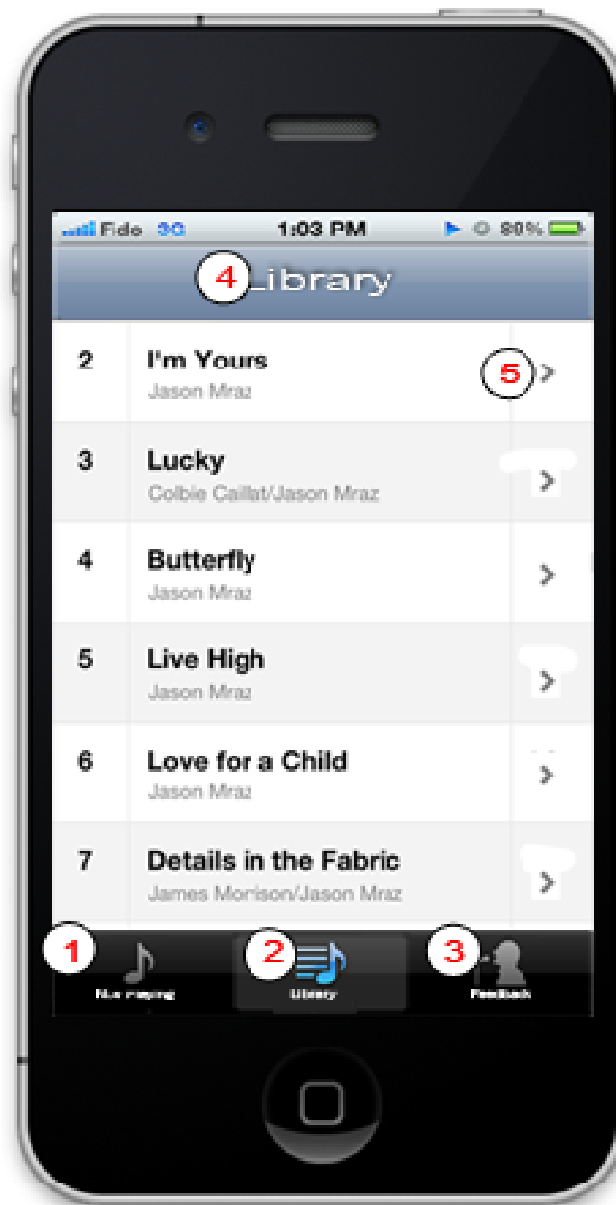 Fido 3G 1:03 PM 80%
4 Library
2 I'm Yours 5
Jason Mraz
3 Lucky
Colbie Caillat/Jason Mraz
4 Butterfly
Jason Mraz
5 Live High
Jason Mraz
6 Love for a Child
Jason Mraz
7 Details in the Fabric
James Morrison/Jason Mraz
1 2 3
Library Feedback